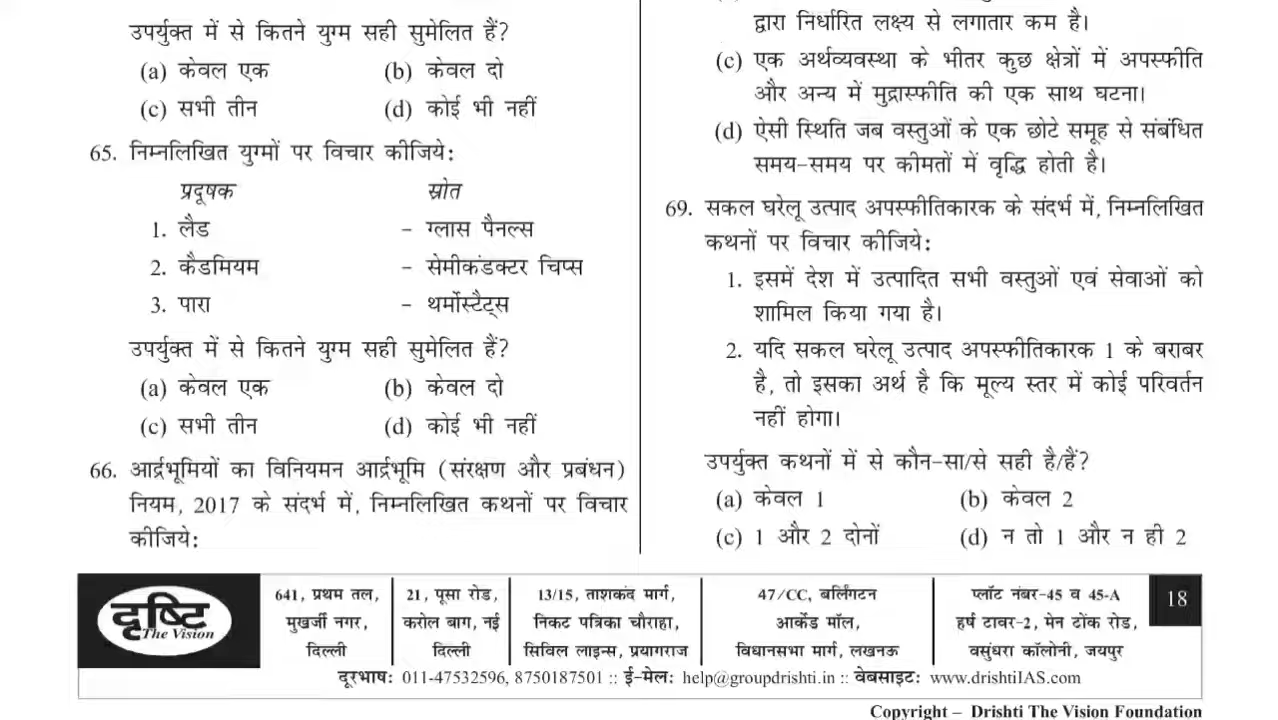 उपर्युक्त में से कितने युग्म सही सुमेलित हैं?
(a) केवल एक (b) केवल दो
(c) सभी तीन (d) कोई भी नहीं
65. निम्नलिखित युग्मों पर विचार कीजिये:
प्रदूषक स्रोत
1. लैड - ग्लास पैनल्स
2. कैडमियम - सेमीकंडक्टर चिप्स
3. पारा - थर्मोस्टैट्स
उपर्युक्त में से कितने युग्म सही सुमेलित हैं?
(a) केवल एक (b) केवल दो
(c) सभी तीन (d) कोई भी नहीं
66. आर्द्रभूमियों का विनियमन आर्द्रभूमि (संरक्षण और प्रबंधन)
नियम, 2017 के संदर्भ में, निम्नलिखित कथनों पर विचार
कीजिये:
द्वारा निर्धारित लक्ष्य से लगातार कम है।
(c) एक अर्थव्यवस्था के भीतर कुछ क्षेत्रों में अपस्फीति
और अन्य में मुद्रास्फीति की एक साथ घटना।
(d) ऐसी स्थिति जब वस्तुओं के एक छोटे समूह से संबंधित
समय-समय पर कीमतों में वृद्धि होती है।
69. सकल घरेलू उत्पाद अपस्फीतिकारक के संदर्भ में, निम्नलिखित
कथनों पर विचार कीजिये:
1. इसमें देश में उत्पादित सभी वस्तुओं एवं सेवाओं को
शामिल किया गया है।
2. यदि सकल घरेलू उत्पाद अपस्फीतिकारक 1 के बराबर
है, तो इसका अर्थ है कि मूल्य स्तर में कोई परिवर्तन
नहीं होगा।
उपर्युक्त कथनों में से कौन-सा/से सही है/हैं?
(a) केवल 1 (b) केवल 2
(c) 1 और 2 दोनों (d) न तो 1 और न ही 2
दृष्टि
The Vision
641, प्रथम तल,
मुखर्जी नगर,
दिल्ली
21, पूसा रोड,
करोल बाग, नई
दिल्ली
13/15, ताशकंद मार्ग,
निकट पत्रिका चौराहा,
सिविल लाइन्स, प्रयागराज
47/CC, बर्लिंगटन
आर्केड मॉल,
विधानसभा मार्ग, लखनऊ
प्लॉट नंबर-45 व 45-A
हर्ष टावर-2, मेन टोंक रोड,
वसुंधरा कॉलोनी, जयपुर
18
दूरभाष: 011-47532596, 8750187501 :: ई-मेल: help@groupdrishti.in :: वेबसाइट: www.drishtiIAS.com
Copyright – Drishti The Vision Foundation